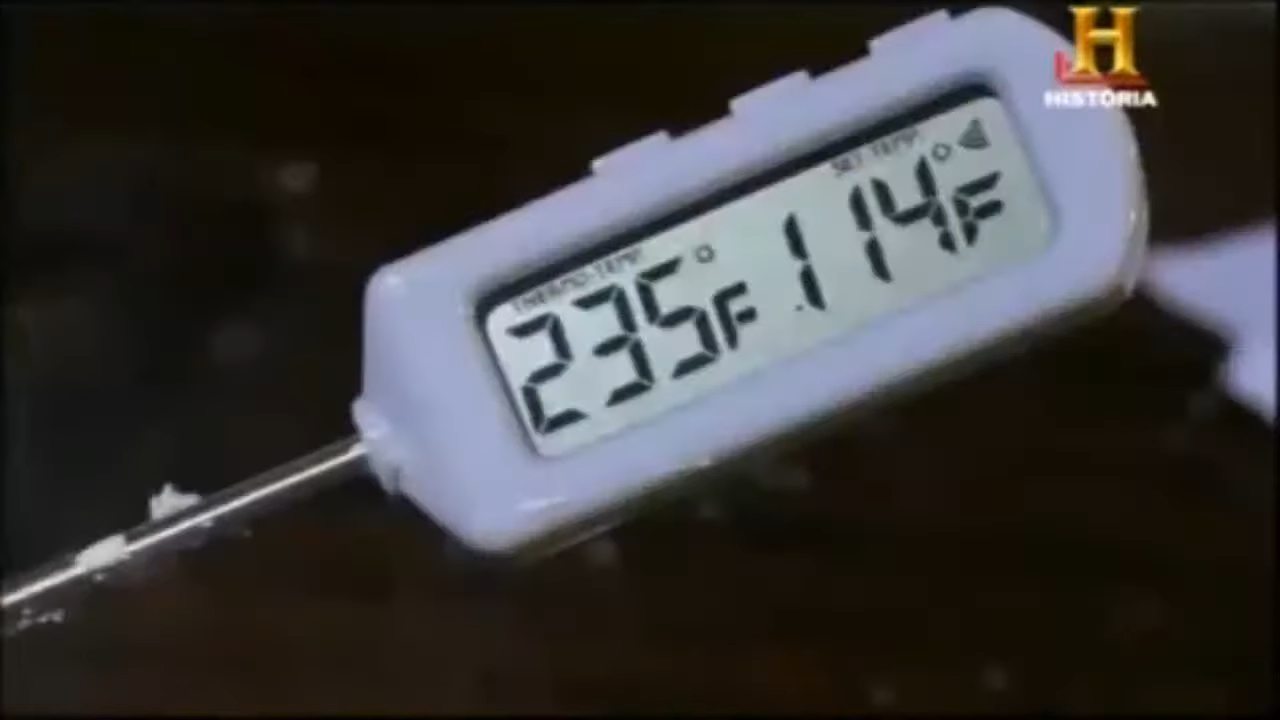 H
HISTORIA
THERMO-TEMP
SET TEMP
235°F 114°F